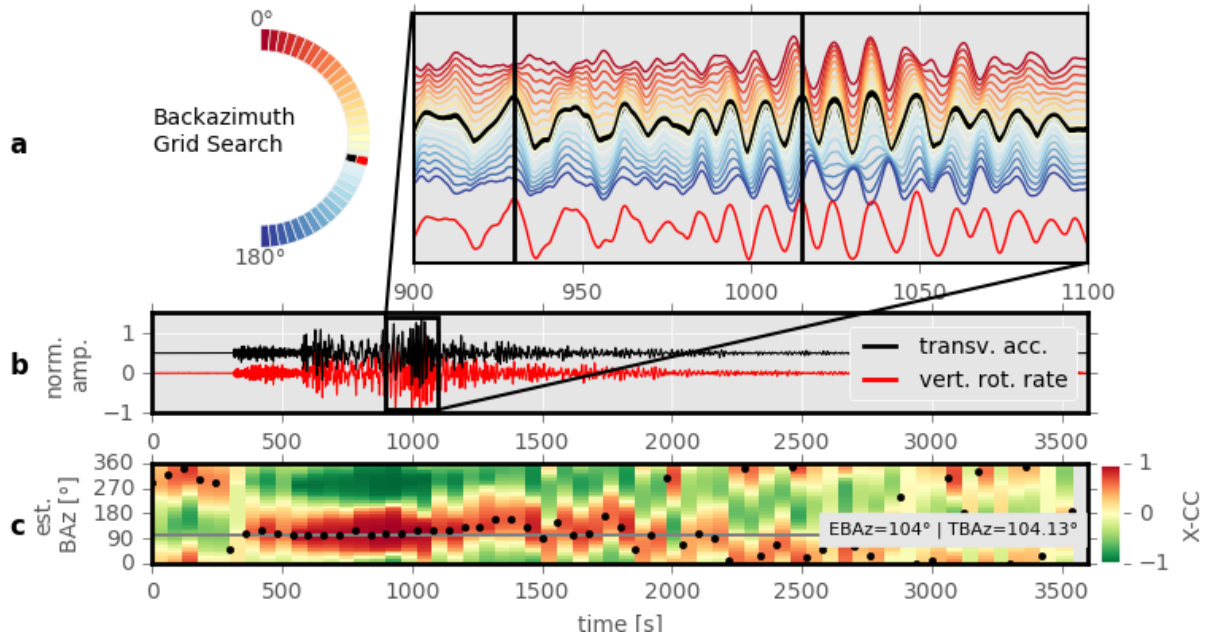 0°
a
Backazimuth
Grid Search
180°
900
950
1000
1050
1100
b
norm.
amp.
1
0
−1
transv. acc.
vert. rot. rate
0
500
1000
1500
2000
2500
3000
3500
c
est.
BAz [°]
360
270
180
90
0
EBAz=104° | TBAz=104.13°
1
0
−1
X-CC
0
500
1000
1500
2000
2500
3000
3500
time [s]